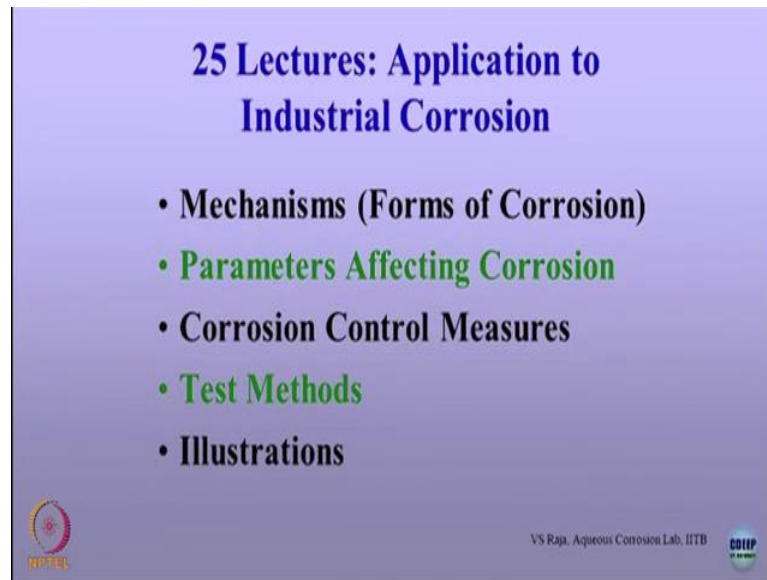 25 Lectures: Application to
Industrial Corrosion
• Mechanisms (Forms of Corrosion)
• Parameters Affecting Corrosion
• Corrosion Control Measures
• Test Methods
• Illustrations
NPTEL
VS Raja, Aqueous Corrosion Lab, IITB
CDEEP